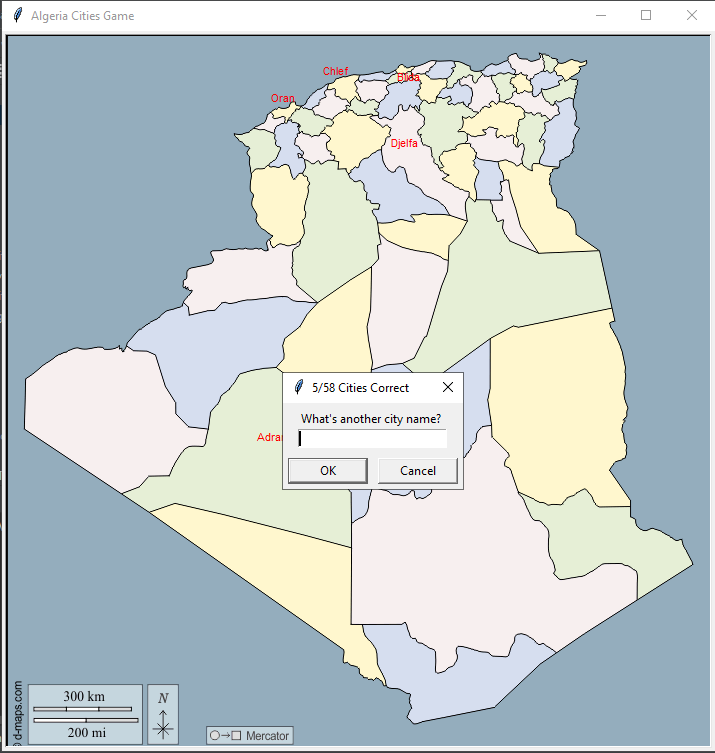 Algeria Cities Game
Chlef
Blida
Oran
Djelfa
5/58 Cities Correct
What's another city name?
Adrar
OK
Cancel
300 km
200 mi
N
Mercator
© d-maps.com